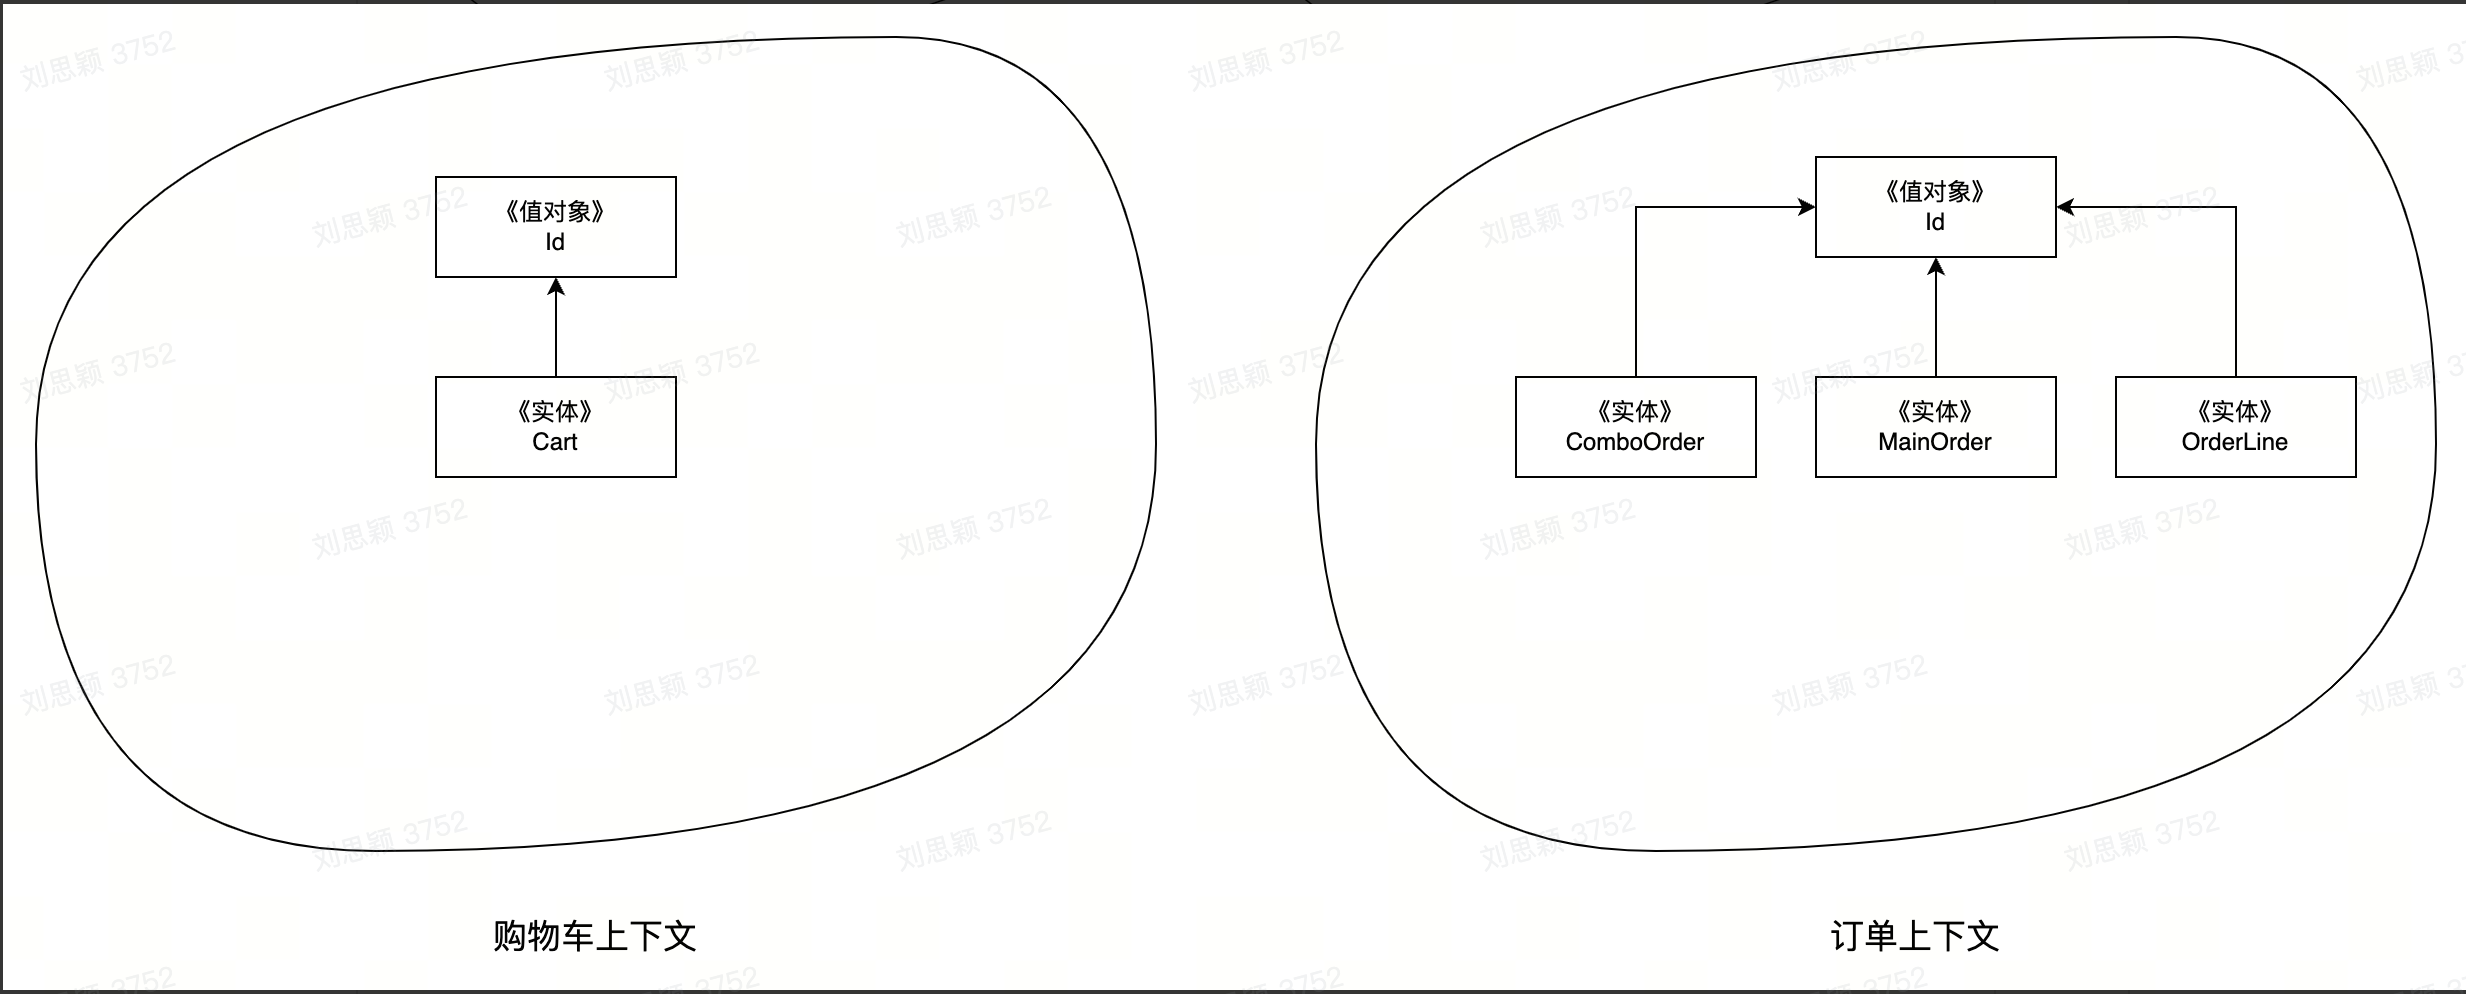 《值对象》
Id
《实体》
Cart
购物车上下文
《值对象》
Id
《实体》
ComboOrder
《实体》
MainOrder
《实体》
OrderLine
订单上下文
刘思颖 3752